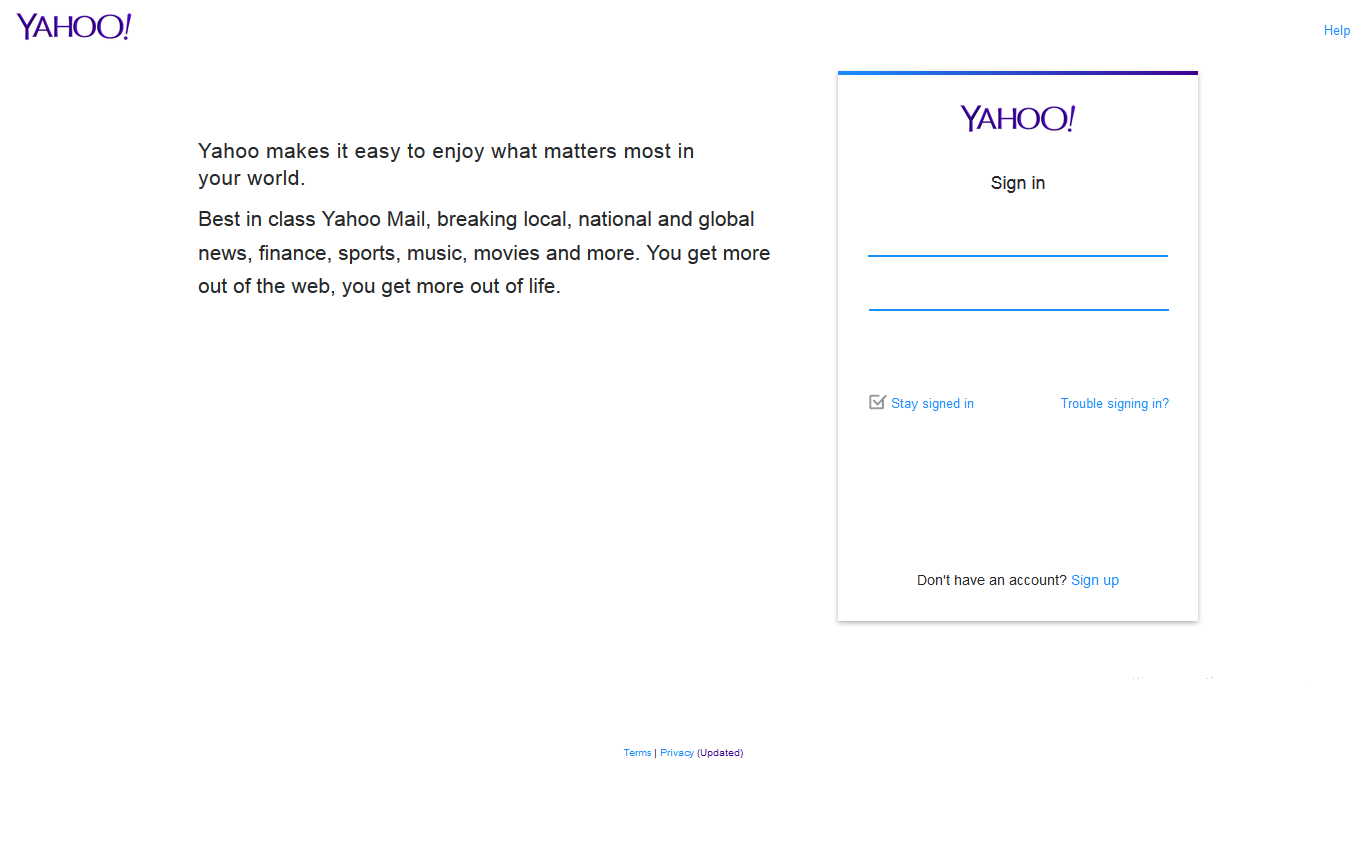 YAHOO!
Help
YAHOO!
Yahoo makes it easy to enjoy what matters most in
your world.
Best in class Yahoo Mail, breaking local, national and global
news, finance, sports, music, movies and more. You get more
out of the web, you get more out of life.
Sign in
Stay signed in
Trouble signing in?
Don't have an account? Sign up
Terms | Privacy (Updated)